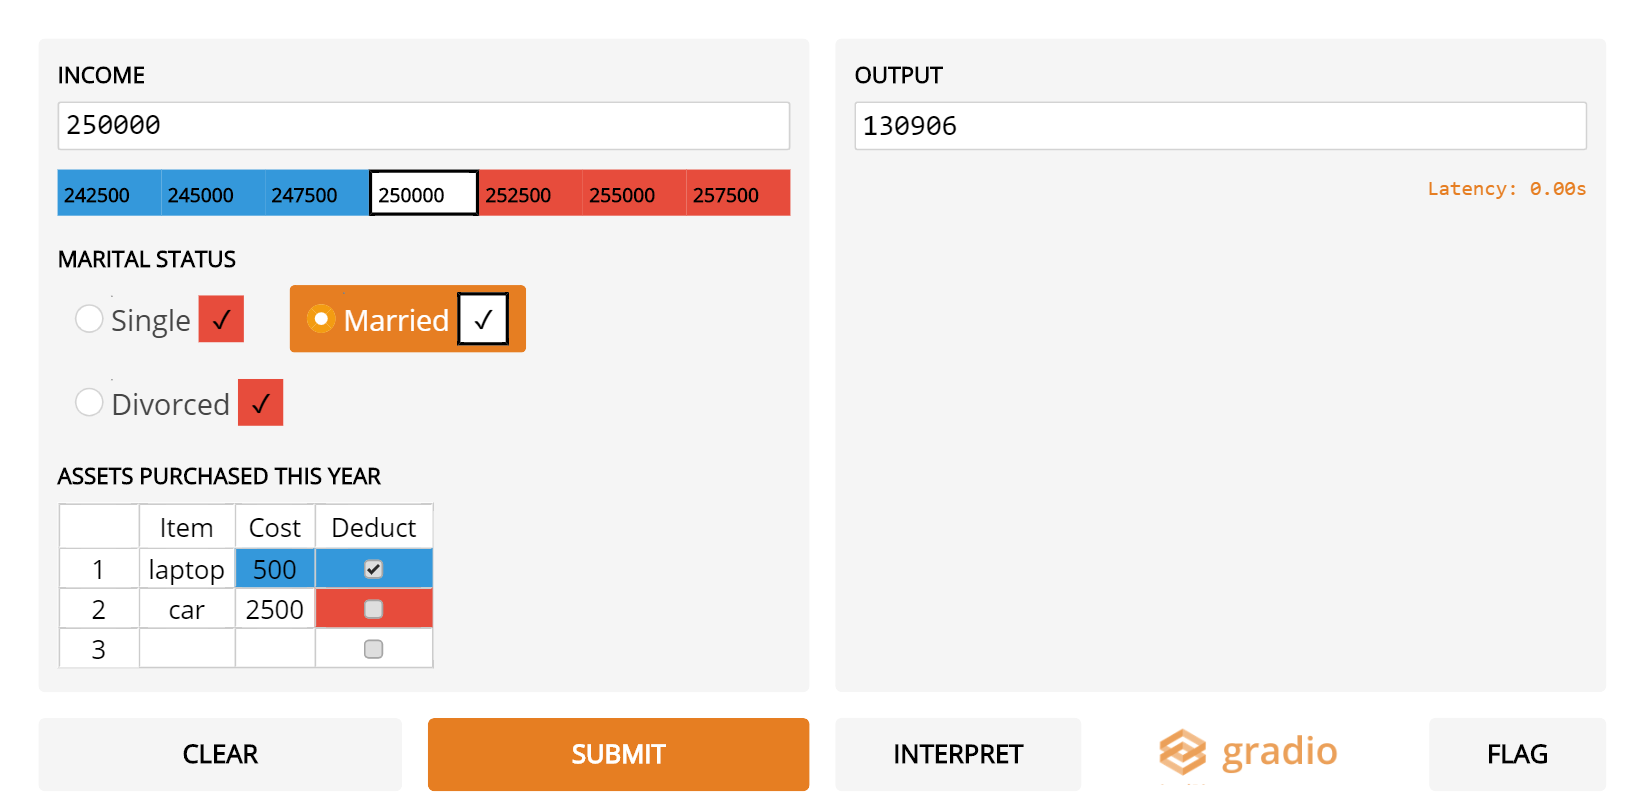 INCOME
250000
242500 245000 247500 250000 252500 255000 257500
MARITAL STATUS
Single ✓ Married ✓
Divorced ✓
ASSETS PURCHASED THIS YEAR
Item Cost Deduct
1 laptop 500
2 car 2500
3
OUTPUT
130906
Latency: 0.00s
CLEAR SUBMIT INTERPRET gradio FLAG